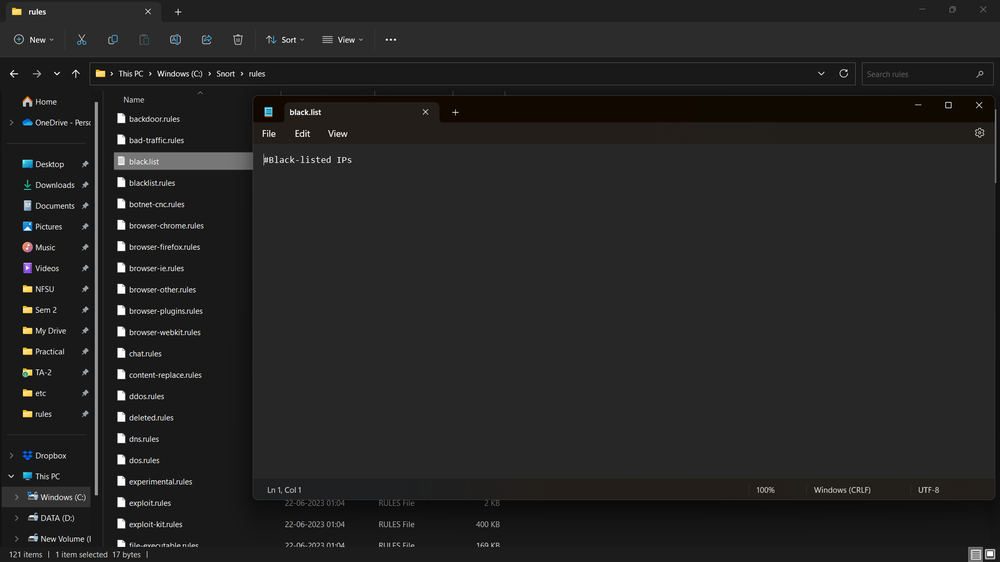 rules
New
Sort
View
This PC
Windows (C:)
Snort
rules
Search rules
Home
OneDrive - Perso
Desktop
Downloads
Documents
Pictures
Music
Videos
NFSU
Sem 2
My Drive
Practical
TA-2
etc
rules
Dropbox
This PC
Windows (C:)
DATA (D:)
New Volume (
Name
backdoor.rules
bad-traffic.rules
black.list
blacklist.rules
botnet-cnc.rules
browser-chrome.rules
browser-firefox.rules
browser-ie.rules
browser-other.rules
browser-plugins.rules
browser-webkit.rules
chat.rules
content-replace.rules
ddos.rules
deleted.rules
dns.rules
dos.rules
experimental.rules
exploit.rules 22-06-2023 01:04 RULES File 2 KB
exploit-kit.rules 22-06-2023 01:04 RULES File 400 KB
file-executable.rules 22-06-2023 01:04 RULES File 169 KB
black.list
File Edit View
#Black-listed IPs
Ln 1, Col 1 100% Windows (CRLF) UTF-8
121 items 1 item selected 17 bytes